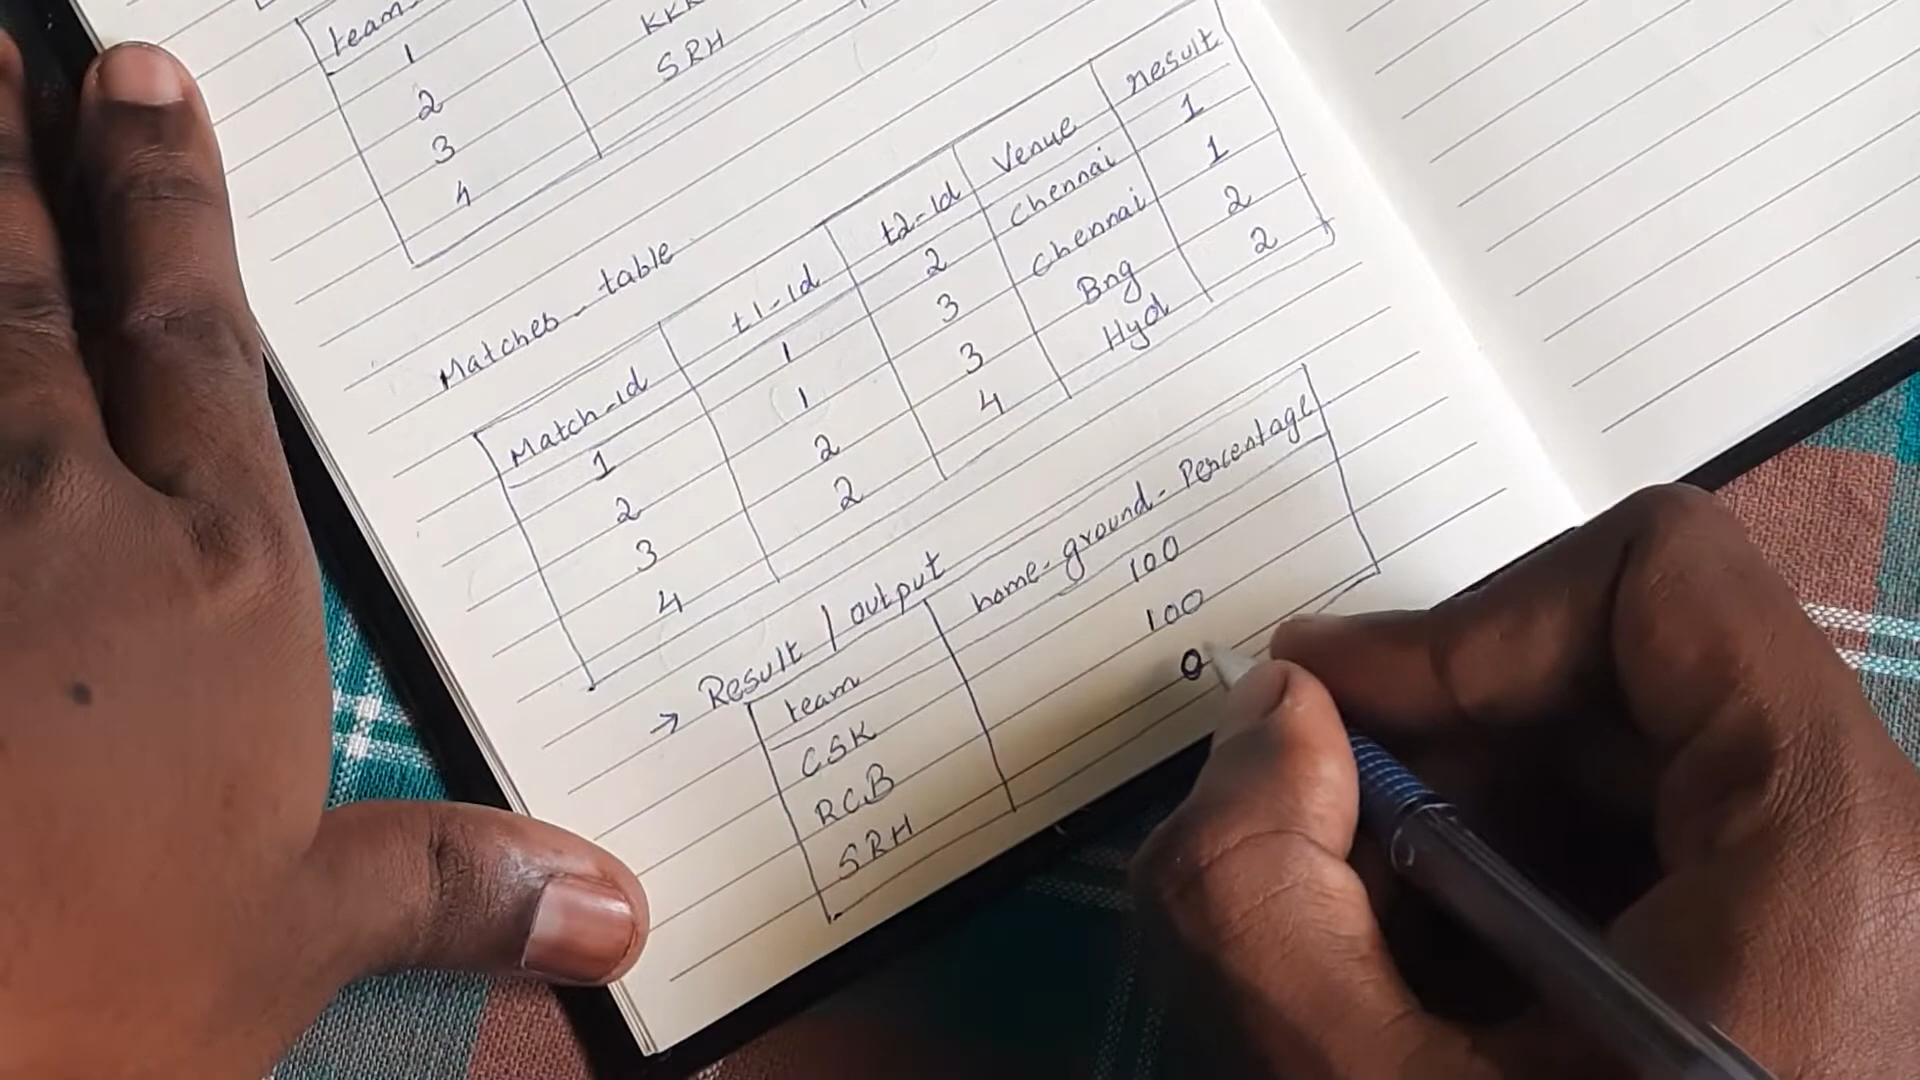 team-
1
2 KKR
3 SRH
4
Matches - table
Match-id t1-id t2-id Venue result
1 1 2 Chennai 1
2 1 3 Chennai 1
3 2 3 Bng 2
4 2 4 Hyd 2
→ Result / output
team home-ground-Percentage
CSK 100
RCB 100
SRH 0